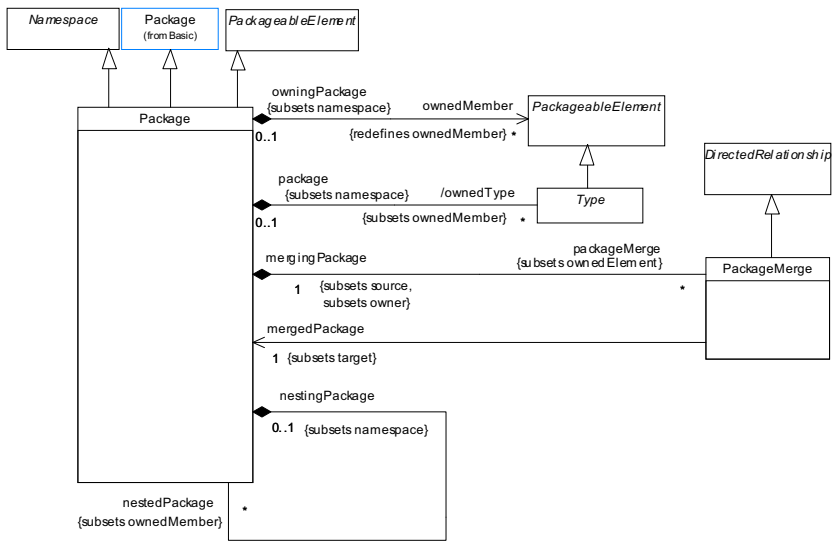 Namespace
Package
(from Basic)
PackageableElement
Package
owningPackage
{subsets namespace}
ownedMember
0..1
{redefines ownedMember} *
PackageableElement
DirectedRelationship
package
{subsets namespace}
/ownedType
0..1
{subsets ownedMember} *
Type
mergingPackage
packageMerge
{subsets ownedElement}
PackageMerge
1 {subsets source,
subsets owner}
*
mergedPackage
1 {subsets target}
nestingPackage
0..1 {subsets namespace}
nestedPackage
{subsets ownedMember}
*